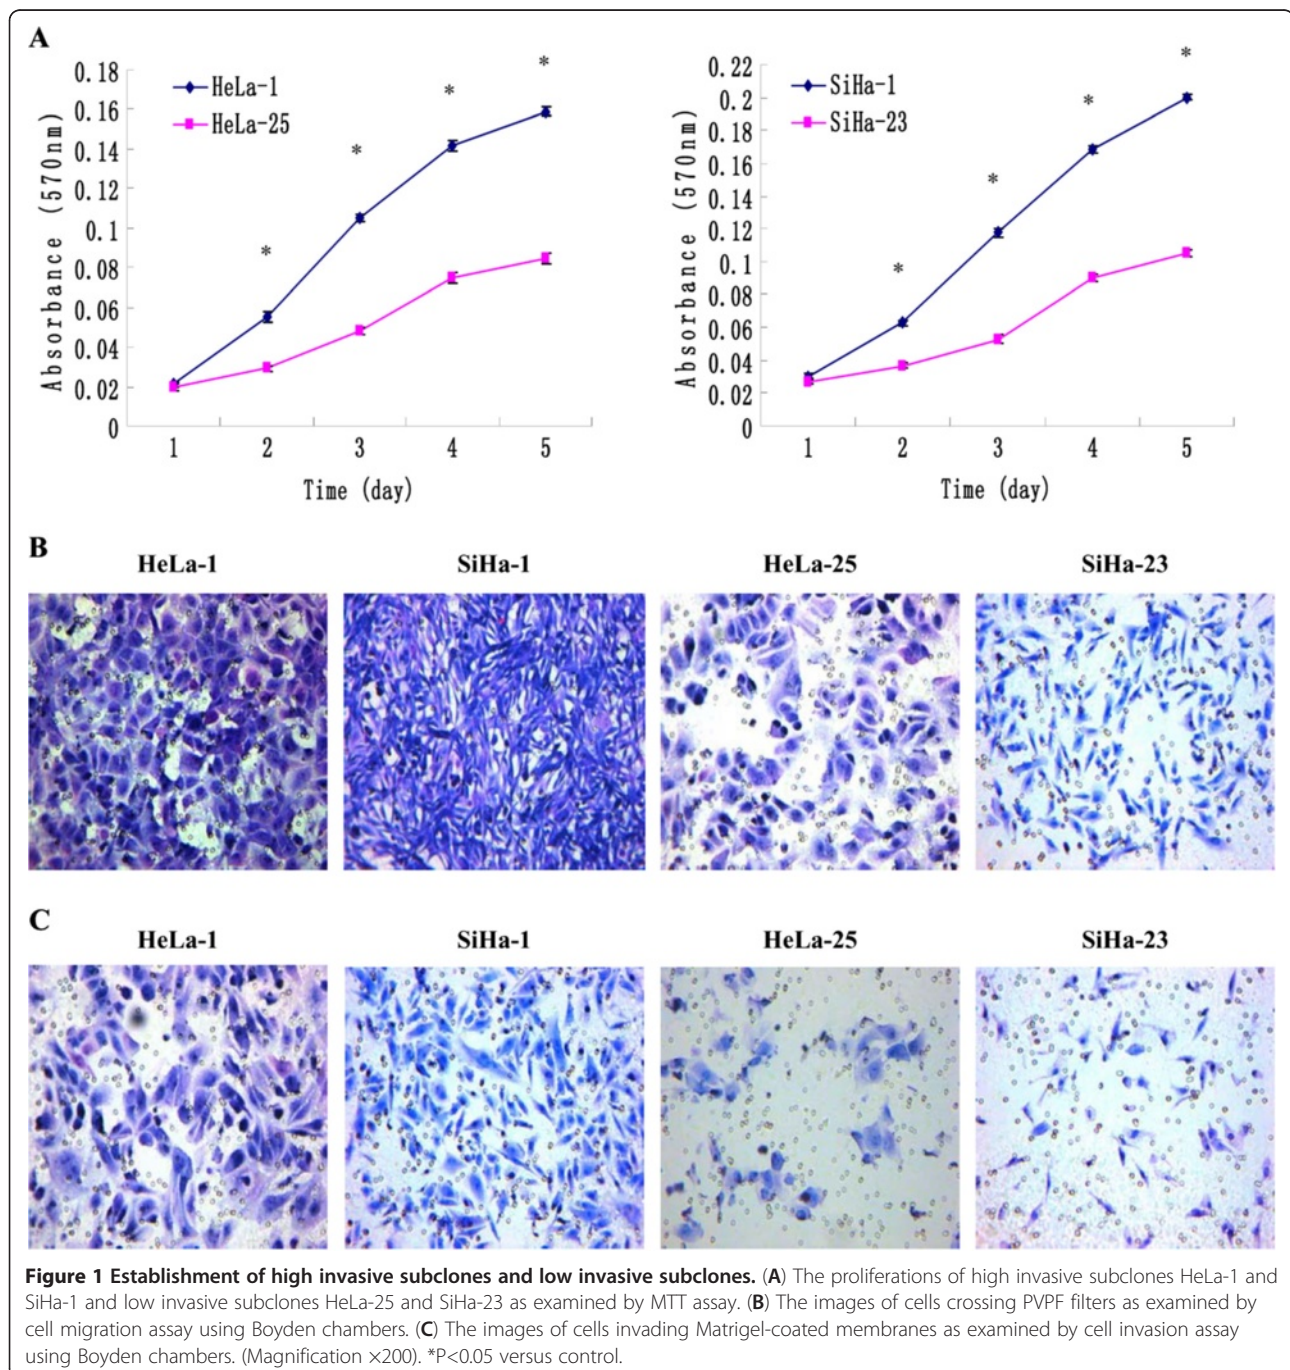 A
0.18
0.16
0.14
0.12
0.1
0.08
0.06
0.04
0.02
0
Absorbance (570nm)
HeLa-1
HeLa-25
*
*
*
*
1 2 3 4 5
Time (day)
0.22
0.2
0.18
0.16
0.14
0.12
0.1
0.08
0.06
0.04
0.02
0
Absorbance (570nm)
SiHa-1
SiHa-23
*
*
*
*
1 2 3 4 5
Time (day)
B
HeLa-1 SiHa-1 HeLa-25 SiHa-23
C
HeLa-1 SiHa-1 HeLa-25 SiHa-23
Figure 1 Establishment of high invasive subclones and low invasive subclones. (A) The proliferations of high invasive subclones HeLa-1 and
SiHa-1 and low invasive subclones HeLa-25 and SiHa-23 as examined by MTT assay. (B) The images of cells crossing PVPF filters as examined by
cell migration assay using Boyden chambers. (C) The images of cells invading Matrigel-coated membranes as examined by cell invasion assay
using Boyden chambers. (Magnification ×200). *P<0.05 versus control.